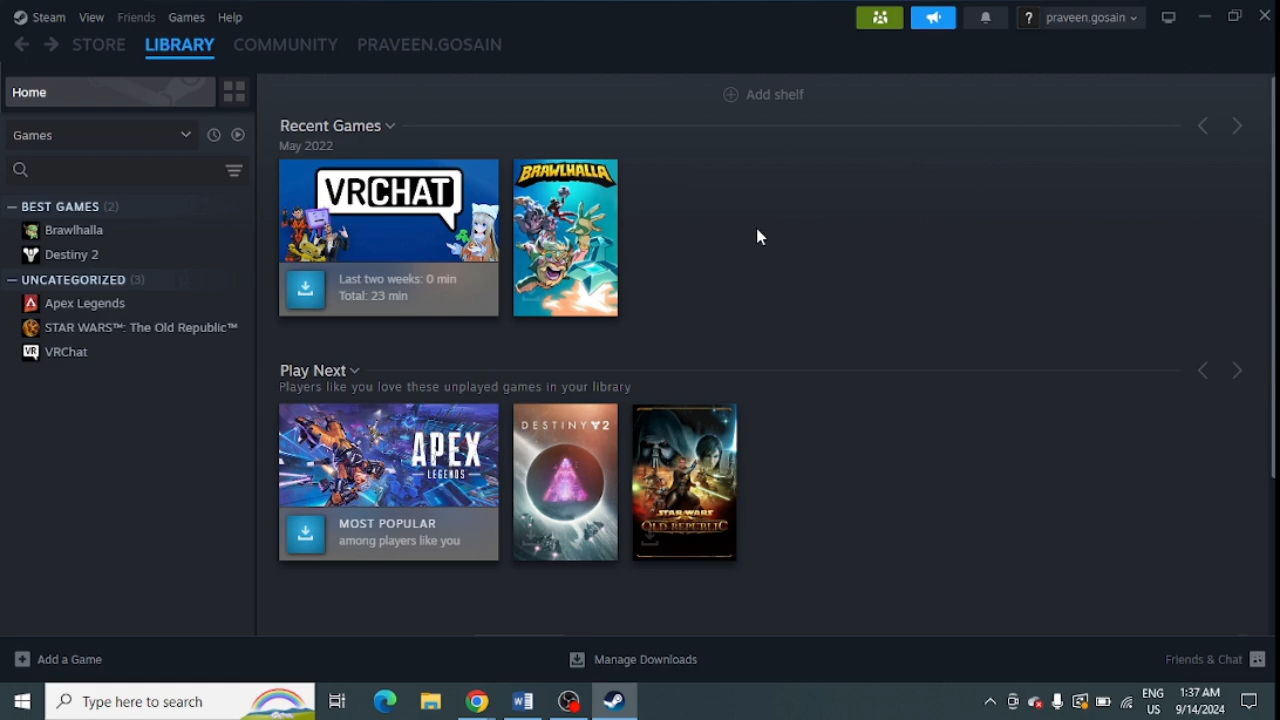 Steam View Friends Games Help
? praveen.gosain
STORE LIBRARY COMMUNITY PRAVEEN.GOSAIN
Home
Add shelf
Games
Recent Games
May 2022
VRCHAT
BRAWLHALLA
Last two weeks: 0 min
Total: 23 min
— BEST GAMES (2)
Brawlhalla
Destiny 2
— UNCATEGORIZED (3)
Apex Legends
STAR WARS™: The Old Republic™
VR VRChat
Play Next
Players like you love these unplayed games in your library
APEX
LEGENDS
MOST POPULAR
among players like you
DESTINY 2
STAR WARS
OLD REPUBLIC
Add a Game
Manage Downloads
Friends & Chat
Type here to search
ENG
US
1:37 AM
9/14/2024